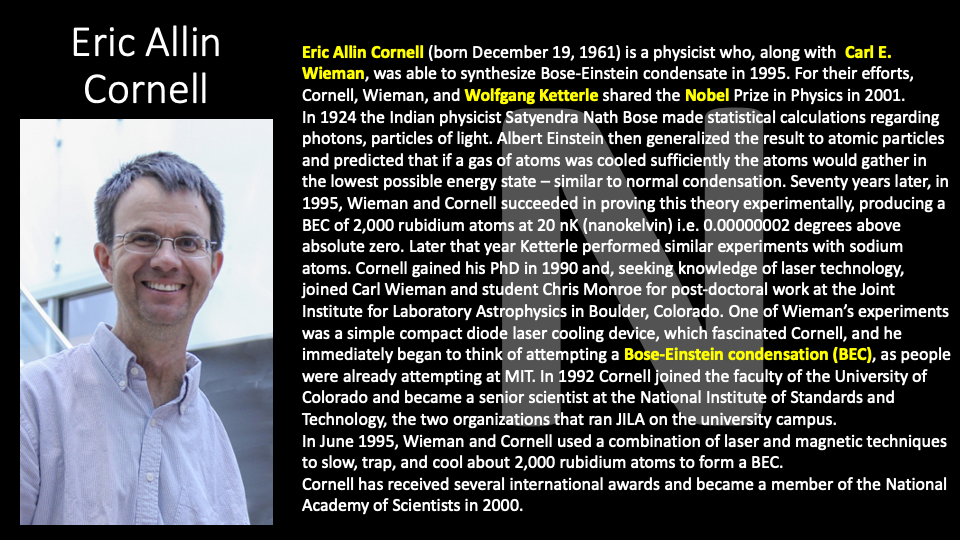 Eric Allin
Cornell
Eric Allin Cornell (born December 19, 1961) is a physicist who, along with Carl E.
Wieman, was able to synthesize Bose-Einstein condensate in 1995. For their efforts,
Cornell, Wieman, and Wolfgang Ketterle shared the Nobel Prize in Physics in 2001.
In 1924 the Indian physicist Satyendra Nath Bose made statistical calculations regarding
photons, particles of light. Albert Einstein then generalized the result to atomic particles
and predicted that if a gas of atoms was cooled sufficiently the atoms would gather in
the lowest possible energy state – similar to normal condensation. Seventy years later, in
1995, Wieman and Cornell succeeded in proving this theory experimentally, producing a
BEC of 2,000 rubidium atoms at 20 nK (nanokelvin) i.e. 0.00000002 degrees above
absolute zero. Later that year Ketterle performed similar experiments with sodium
atoms. Cornell gained his PhD in 1990 and, seeking knowledge of laser technology,
joined Carl Wieman and student Chris Monroe for post-doctoral work at the Joint
Institute for Laboratory Astrophysics in Boulder, Colorado. One of Wieman’s experiments
was a simple compact diode laser cooling device, which fascinated Cornell, and he
immediately began to think of attempting a Bose-Einstein condensation (BEC), as people
were already attempting at MIT. In 1992 Cornell joined the faculty of the University of
Colorado and became a senior scientist at the National Institute of Standards and
Technology, the two organizations that ran JILA on the university campus.
In June 1995, Wieman and Cornell used a combination of laser and magnetic techniques
to slow, trap, and cool about 2,000 rubidium atoms to form a BEC.
Cornell has received several international awards and became a member of the National
Academy of Scientists in 2000.
N